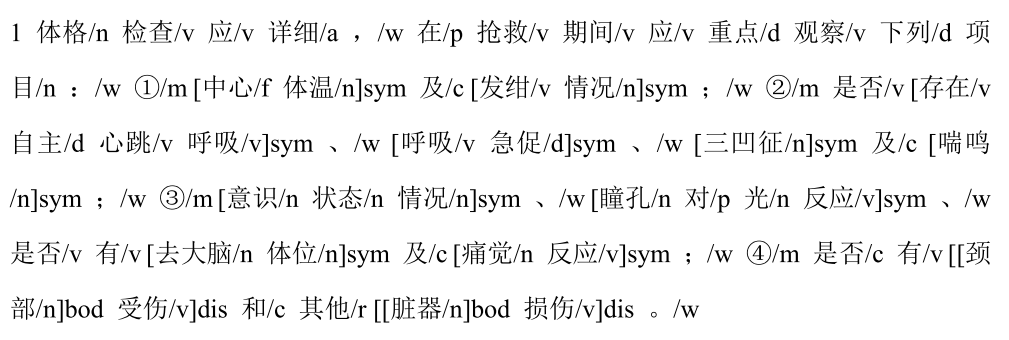 1 体格/n 检查/v 应/v 详细/a ，/w 在/p 抢救/v 期间/v 应/v 重点/d 观察/v 下列/d 项
目/n ：/w ①/m [中心/f 体温/n]sym 及/c [发绀/v 情况/n]sym ；/w ②/m 是否/v [存在/v
自主/d 心跳/v 呼吸/v]sym 、/w [呼吸/v 急促/d]sym 、/w [三凹征/n]sym 及/c [喘鸣
/n]sym ；/w ③/m [意识/n 状态/n 情况/n]sym 、/w [瞳孔/n 对/p 光/n 反应/v]sym 、/w
是否/v 有/v [去大脑/n 体位/n]sym 及/c [痛觉/n 反应/v]sym ；/w ④/m 是否/c 有/v [[颈
部/n]bod 受伤/v]dis 和/c 其他/r [[脏器/n]bod 损伤/v]dis 。/w